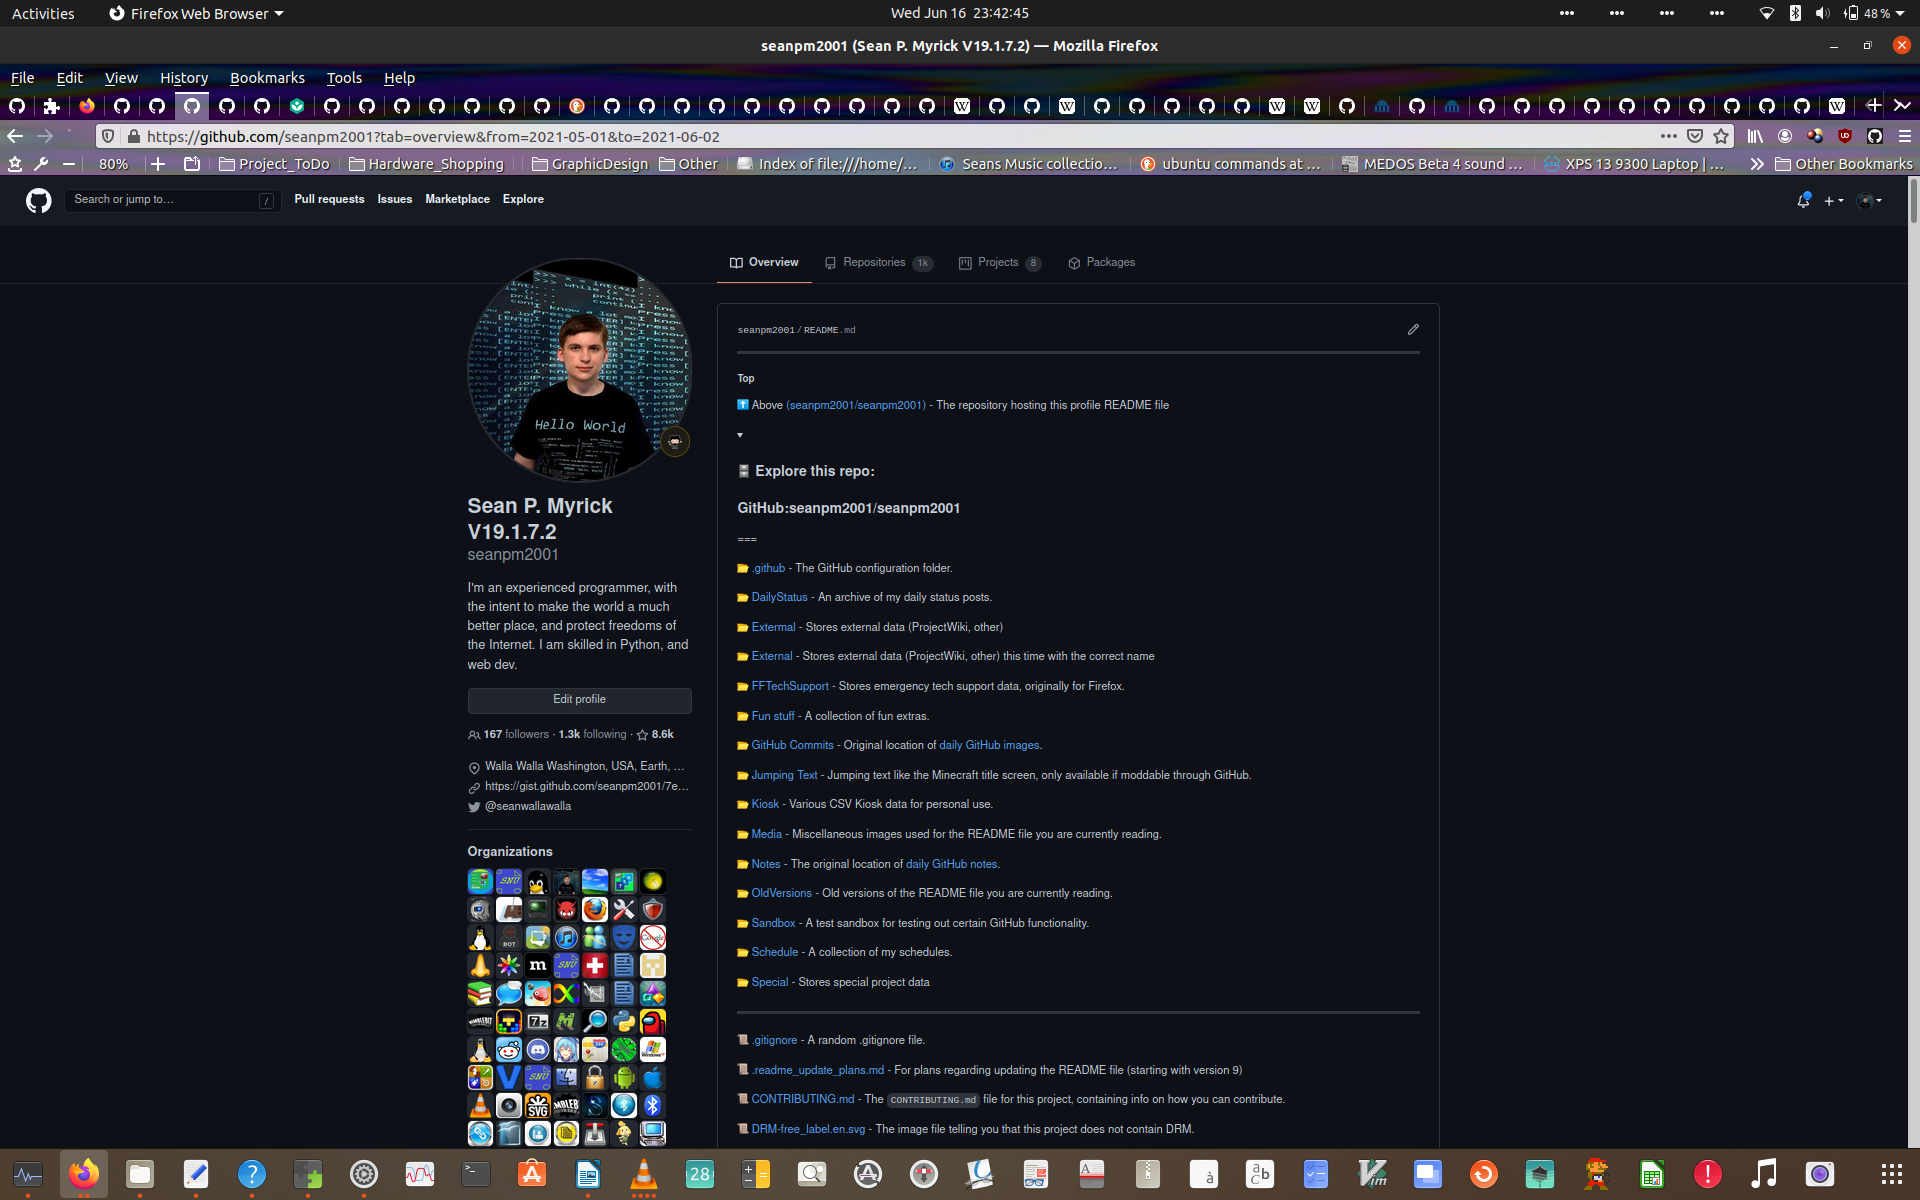 Activities
Firefox Web Browser
Wed Jun 16 23:42:45
48 %
seanpm2001 (Sean P. Myrick V19.1.7.2) — Mozilla Firefox
File Edit View History Bookmarks Tools Help
https://github.com/seanpm2001?tab=overview&from=2021-05-01&to=2021-06-02
80%
Project_ToDo
Hardware_Shopping
GraphicDesign
Other
Index of file:///home/...
Seans Music collectio...
ubuntu commands at ...
MEDOS Beta 4 sound ...
XPS 13 9300 Laptop | ...
Other Bookmarks
Search or jump to...
/
Pull requests Issues Marketplace Explore
Overview
Repositories 1k
Projects 8
Packages
Hello World
Sean P. Myrick
V19.1.7.2
seanpm2001
I'm an experienced programmer, with
the intent to make the world a much
better place, and protect freedoms of
the Internet. I am skilled in Python, and
web dev.
Edit profile
167 followers · 1.3k following · 8.6k
Walla Walla Washington, USA, Earth, ...
https://gist.github.com/seanpm2001/7e...
@seanwallawalla
Organizations
seanpm2001/README.md
Top
Above (seanpm2001/seanpm2001) - The repository hosting this profile README file
Explore this repo:
GitHub:seanpm2001/seanpm2001
===
.github - The GitHub configuration folder.
DailyStatus - An archive of my daily status posts.
Extermal - Stores external data (ProjectWiki, other)
External - Stores external data (ProjectWiki, other) this time with the correct name
FFTechSupport - Stores emergency tech support data, originally for Firefox.
Fun stuff - A collection of fun extras.
GitHub Commits - Original location of daily GitHub images.
Jumping Text - Jumping text like the Minecraft title screen, only available if moddable through GitHub.
Kiosk - Various CSV Kiosk data for personal use.
Media - Miscellaneous images used for the README file you are currently reading.
Notes - The original location of daily GitHub notes.
OldVersions - Old versions of the README file you are currently reading.
Sandbox - A test sandbox for testing out certain GitHub functionality.
Schedule - A collection of my schedules.
Special - Stores special project data
.gitignore - A random .gitignore file.
.readme_update_plans.md - For plans regarding updating the README file (starting with version 9)
CONTRIBUTING.md - The CONTRIBUTING.md file for this project, containing info on how you can contribute.
DRM-free_label.en.svg - The image file telling you that this project does not contain DRM.
28